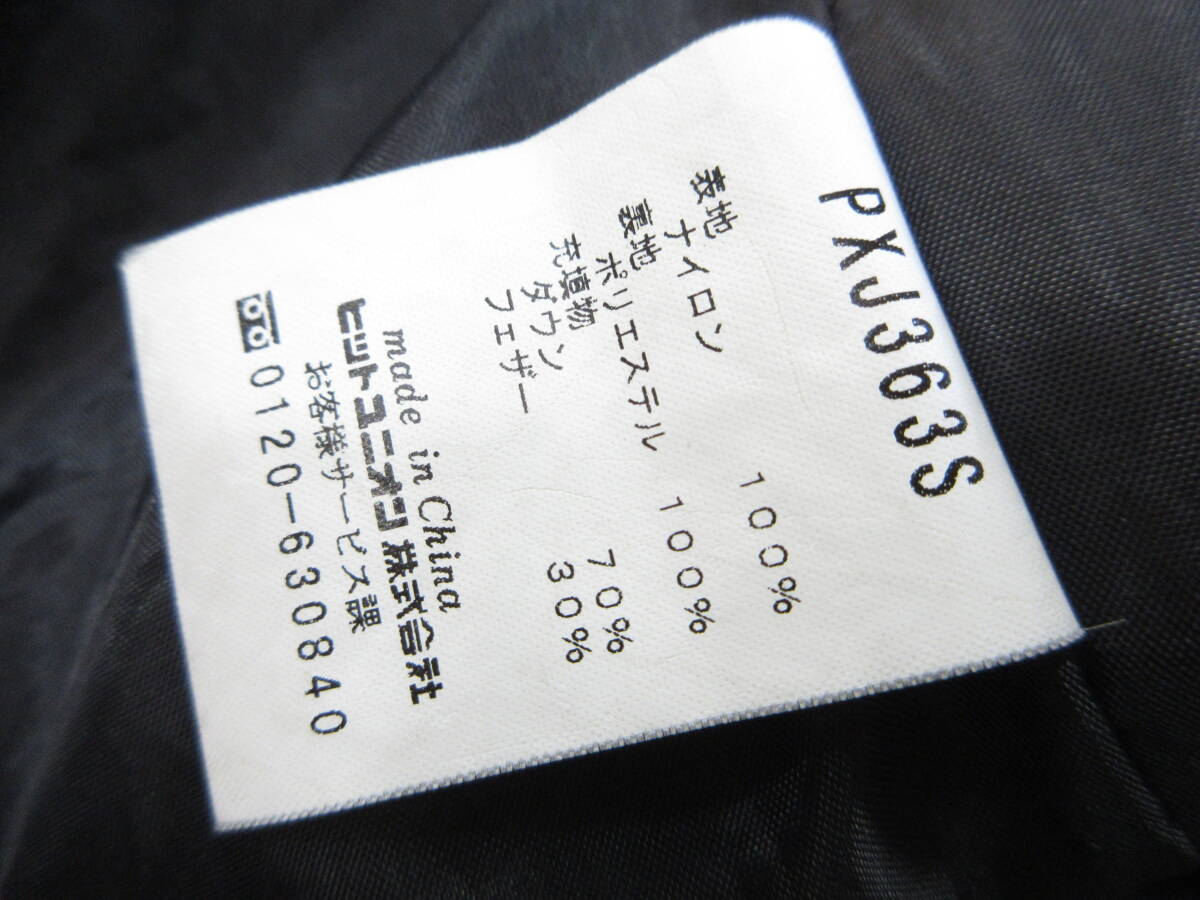 PXJ363S
表地
ナイロン 100%
裏地
ポリエステル 100%
充填物
ダウン 70%
フェザー 30%
made in China
ヒットユニオン株式会社
お客様サービス課
0120-630840